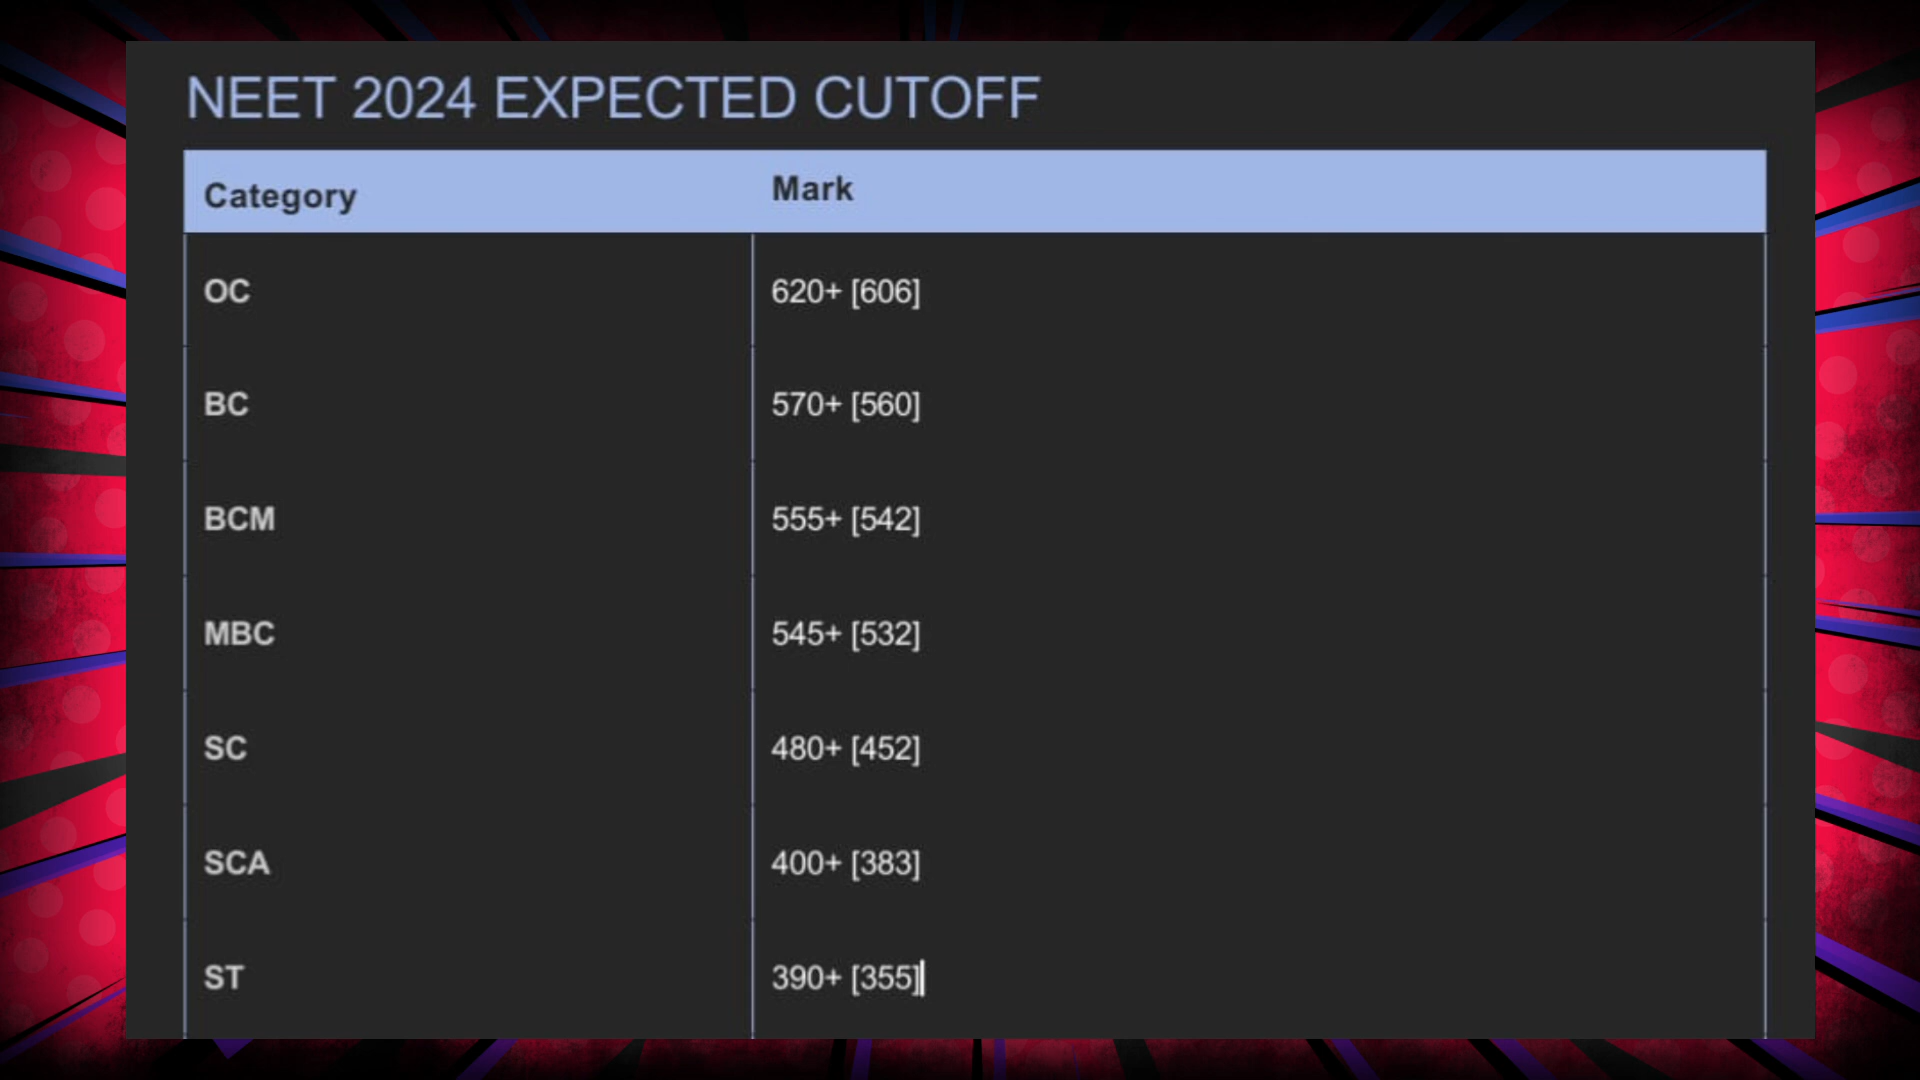 NEET 2024 EXPECTED CUTOFF
Category Mark
OC 620+ [606]
BC 570+ [560]
BCM 555+ [542]
MBC 545+ [532]
SC 480+ [452]
SCA 400+ [383]
ST 390+ [355]